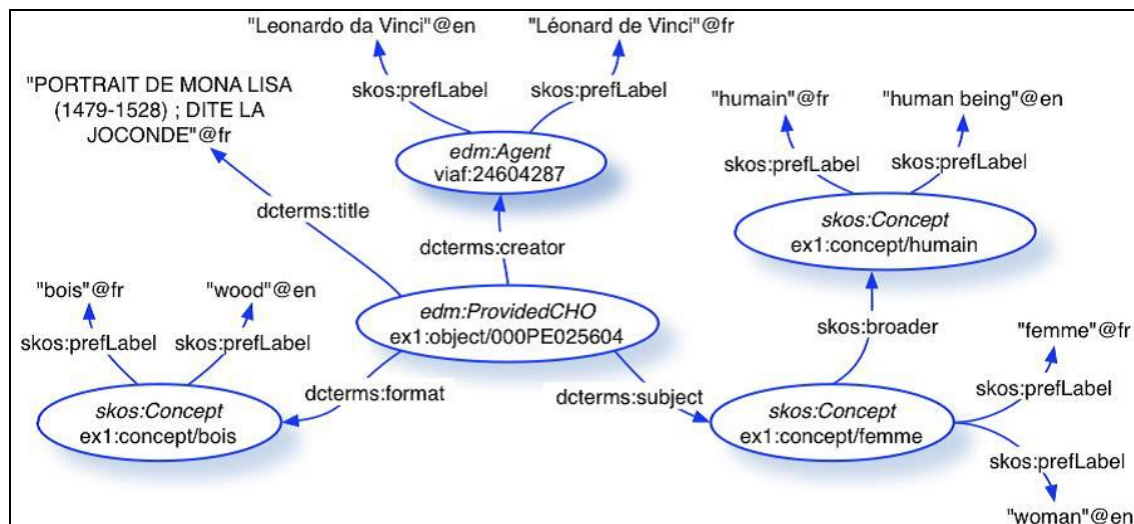 "Leonardo da Vinci"@en
"Léonard de Vinci"@fr
"PORTRAIT DE MONA LISA
(1479-1528) ; DITE LA
JOCONDE"@fr
skos:prefLabel
skos:prefLabel
"humain"@fr
"human being"@en
edm:Agent
viaf:24604287
skos:prefLabel
skos:prefLabel
dcterms:title
skos:Concept
ex1:concept/humain
dcterms:creator
"bois"@fr
"wood"@en
edm:ProvidedCHO
ex1:object/000PE025604
skos:broader
"femme"@fr
skos:prefLabel
skos:prefLabel
dcterms:format
dcterms:subject
skos:prefLabel
skos:Concept
ex1:concept/bois
skos:Concept
ex1:concept/femme
skos:prefLabel
"woman"@en